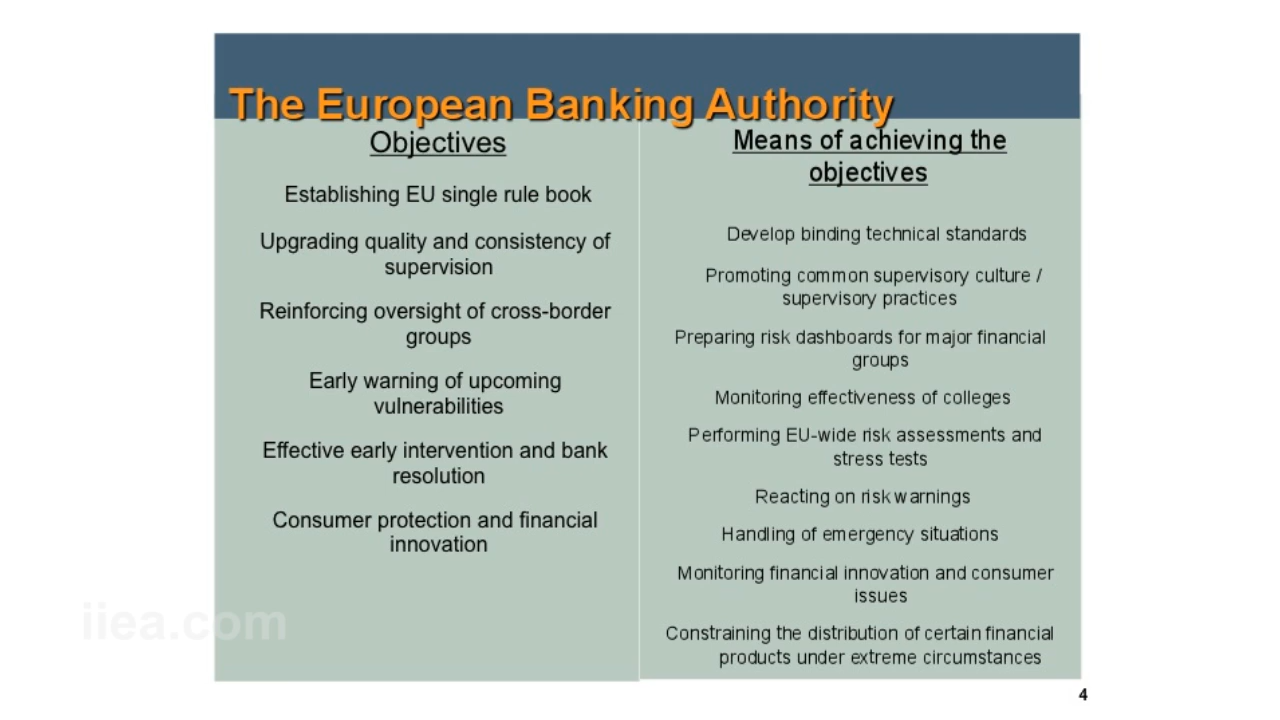 The European Banking Authority
Objectives
Establishing EU single rule book
Upgrading quality and consistency of
supervision
Reinforcing oversight of cross-border
groups
Early warning of upcoming
vulnerabilities
Effective early intervention and bank
resolution
Consumer protection and financial
innovation
Means of achieving the
objectives
Develop binding technical standards
Promoting common supervisory culture /
supervisory practices
Preparing risk dashboards for major financial
groups
Monitoring effectiveness of colleges
Performing EU-wide risk assessments and
stress tests
Reacting on risk warnings
Handling of emergency situations
Monitoring financial innovation and consumer
issues
Constraining the distribution of certain financial
products under extreme circumstances
iiea.com
4